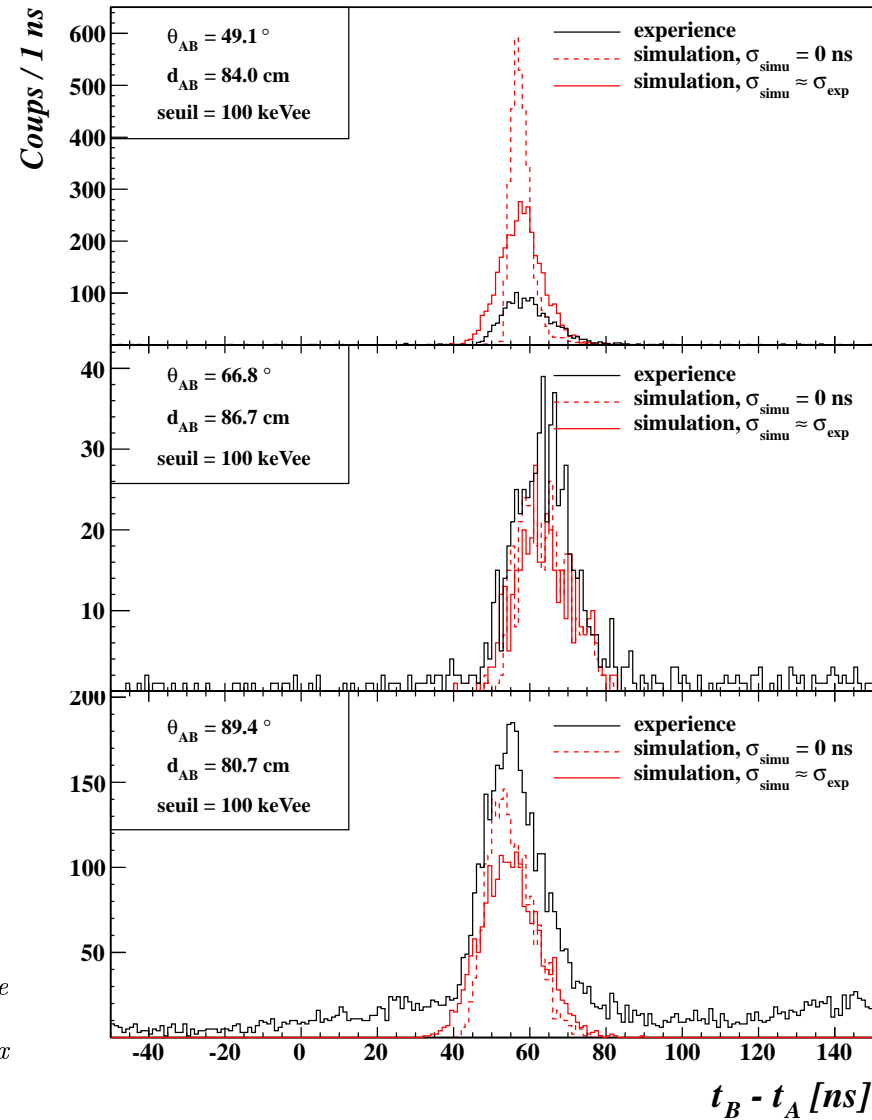 Coups / 1 ns
θAB = 49.1 °
dAB = 84.0 cm
seuil = 100 keVee
experience
simulation, σsimu = 0 ns
simulation, σsimu ≈ σexp
600
500
400
300
200
100
θAB = 66.8 °
dAB = 86.7 cm
seuil = 100 keVee
experience
simulation, σsimu = 0 ns
simulation, σsimu ≈ σexp
40
30
20
10
θAB = 89.4 °
dAB = 80.7 cm
seuil = 100 keVee
experience
simulation, σsimu = 0 ns
simulation, σsimu ≈ σexp
200
150
100
50
e
x
-40 -20 0 20 40 60 80 100 120 140
tB - tA [ns]